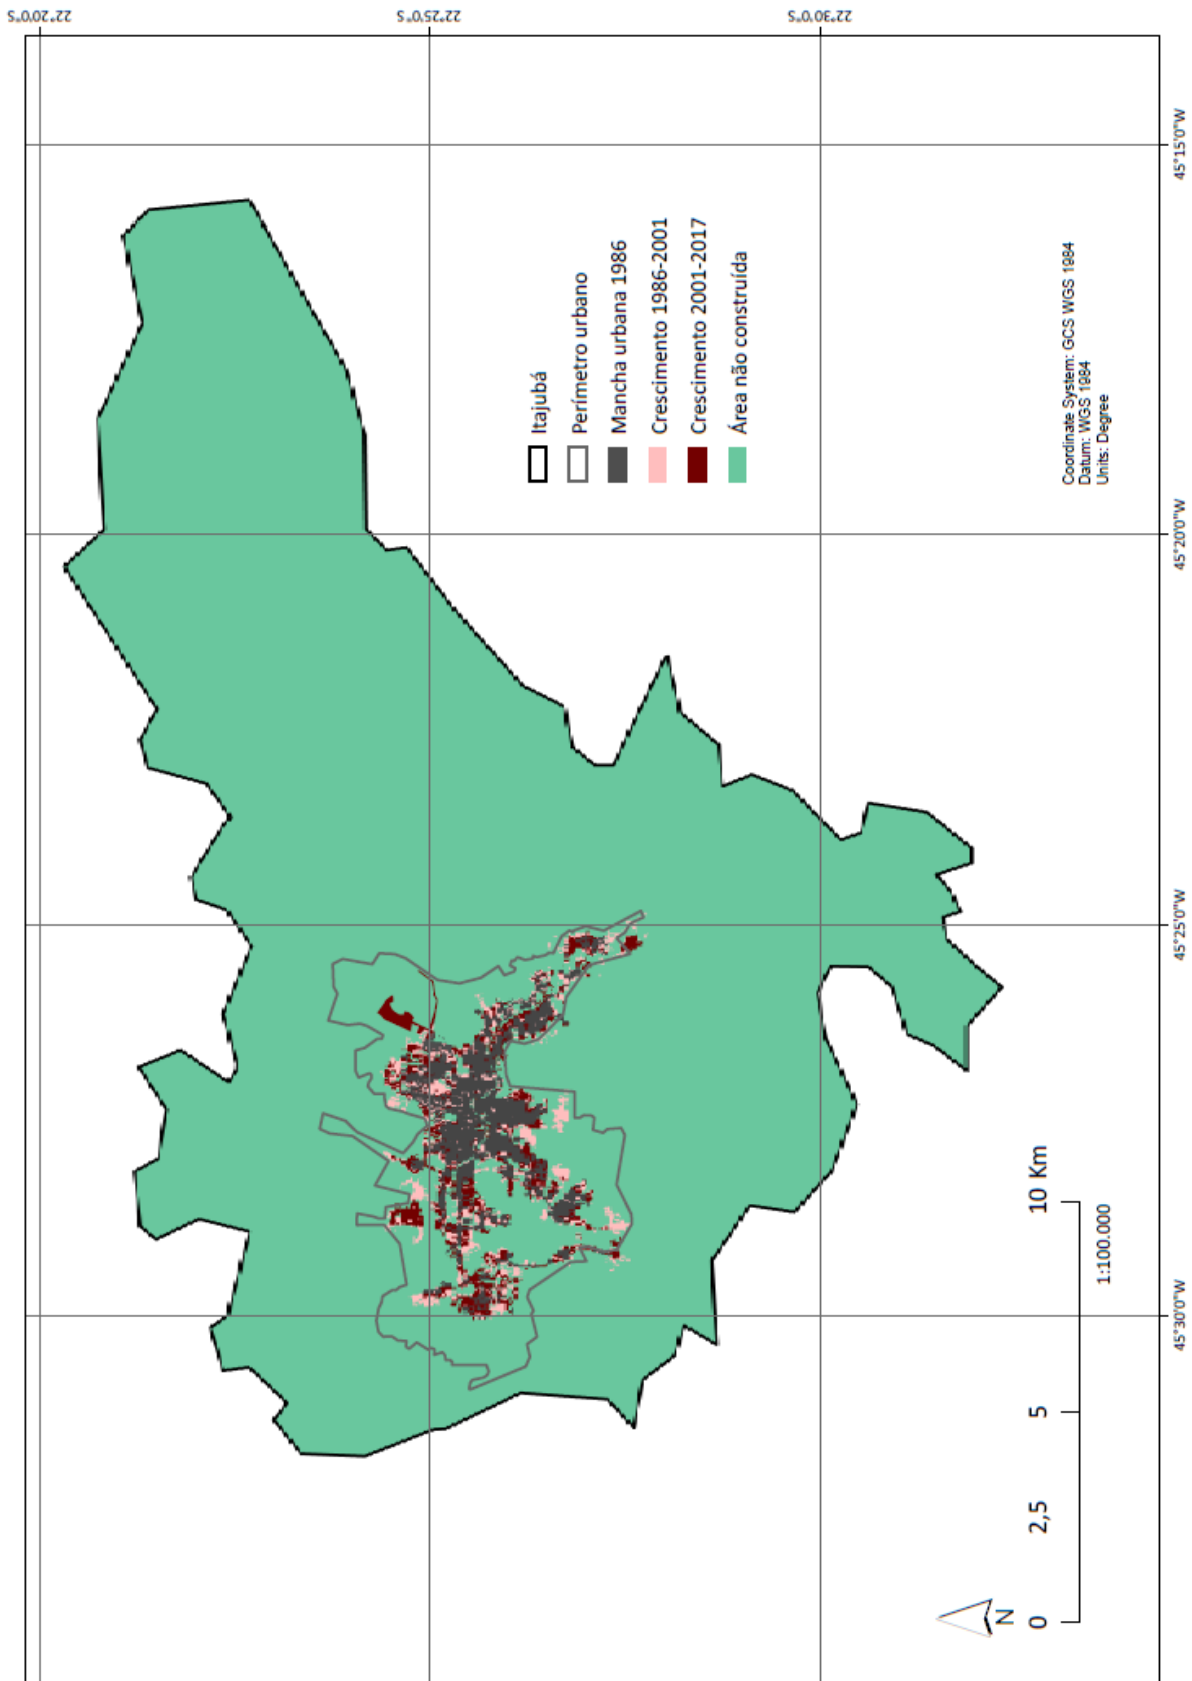 22°20'0"S
22°25'0"S
22°30'0"S
Itajubá
Perímetro urbano
Mancha urbana 1986
Crescimento 1986-2001
Crescimento 2001-2017
Área não construída
Coordinate System: GCS WGS 1984
Datum: WGS 1984
Units: Degree
N
0 2,5 5 10 Km
1:100.000
45°30'0"W 45°25'0"W 45°20'0"W 45°15'0"W